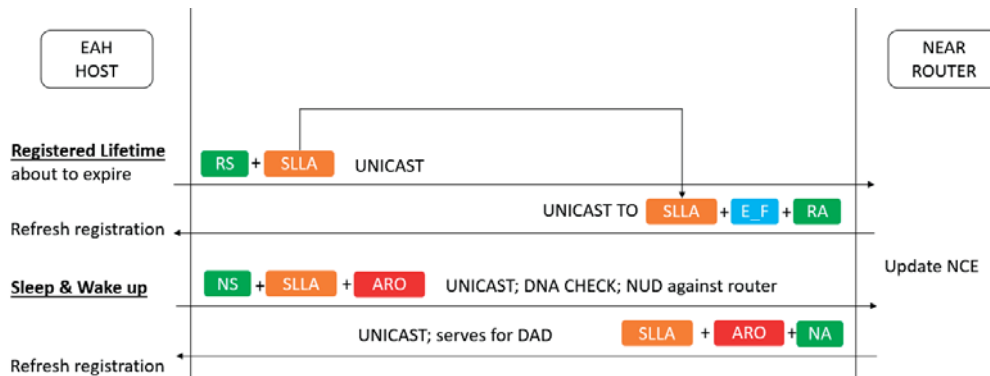 EAH
HOST
NEAR
ROUTER
Registered Lifetime
about to expire
RS + SLLA UNICAST
UNICAST TO SLLA + E_F + RA
Refresh registration
Update NCE
Sleep & Wake up
NS + SLLA + ARO UNICAST; DNA CHECK; NUD against router
UNICAST; serves for DAD SLLA + ARO + NA
Refresh registration